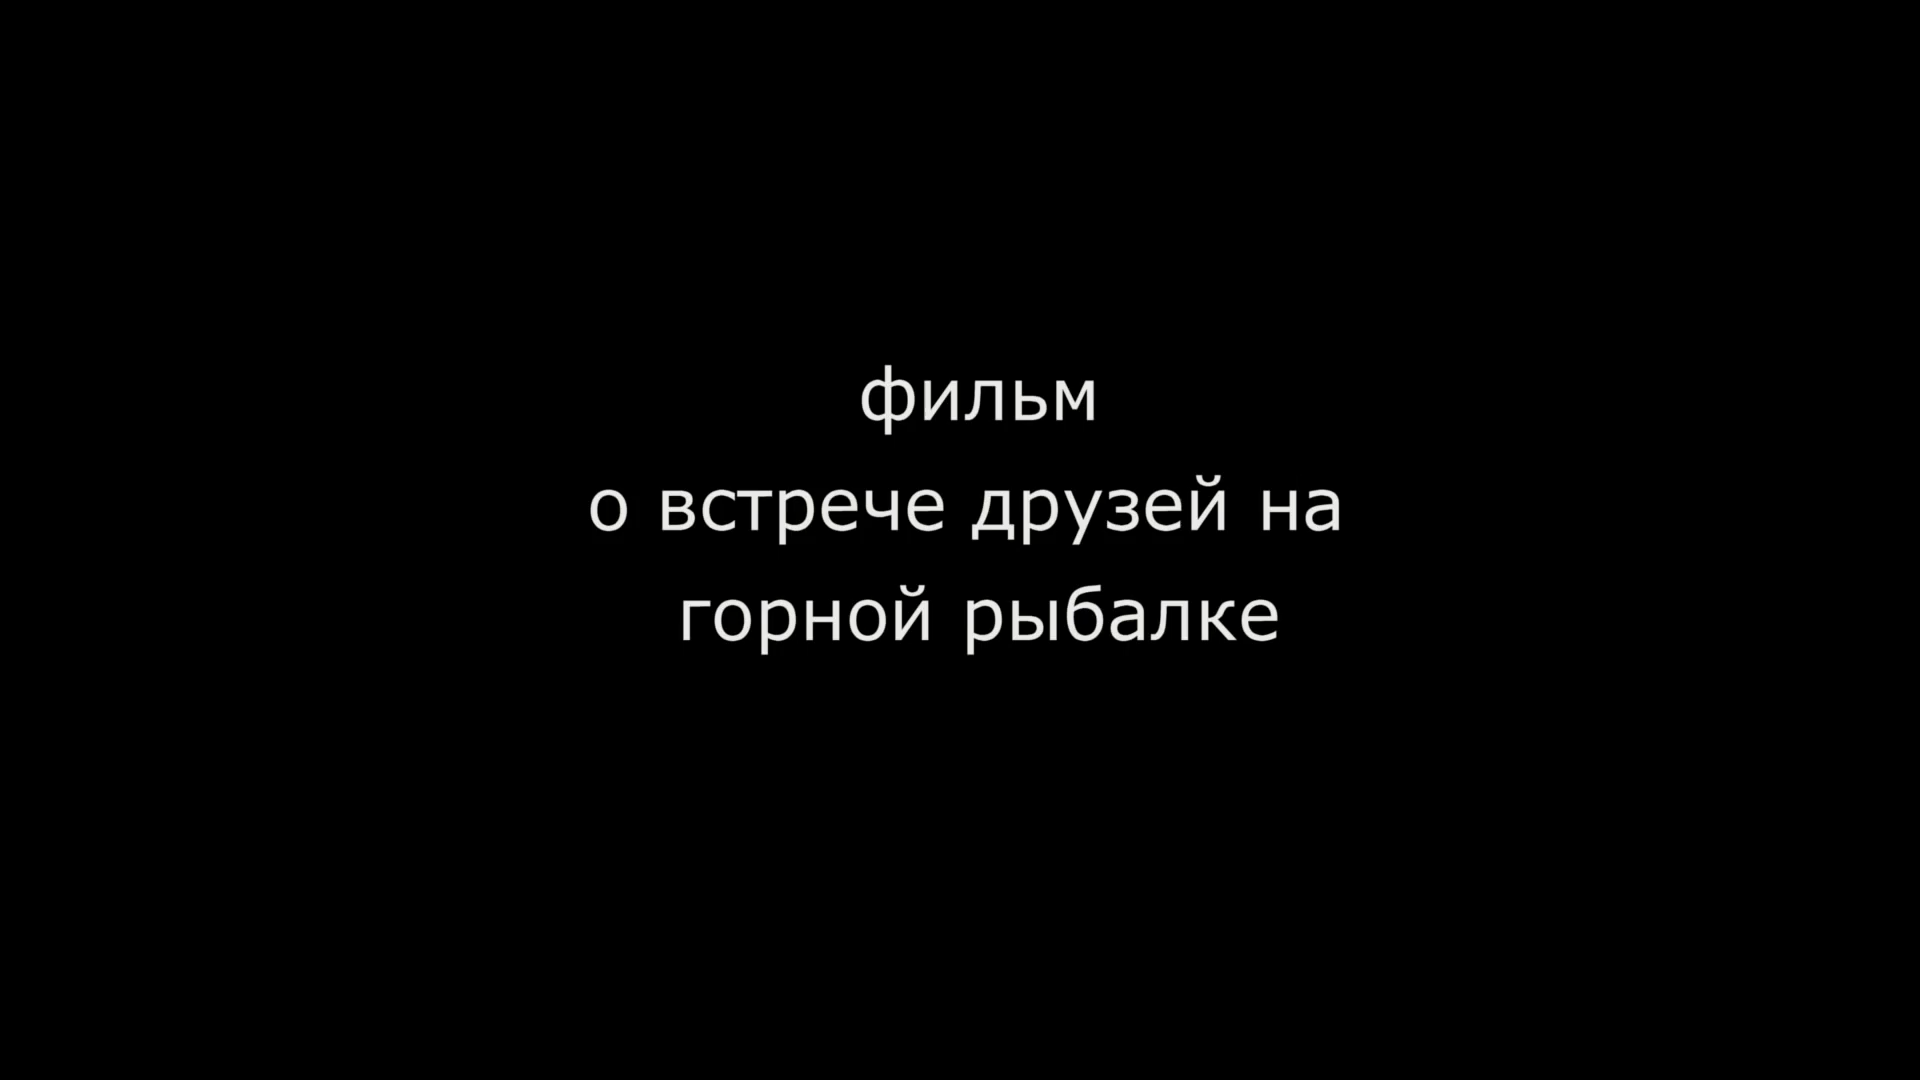 фильм
о встрече друзей на
горной рыбалке